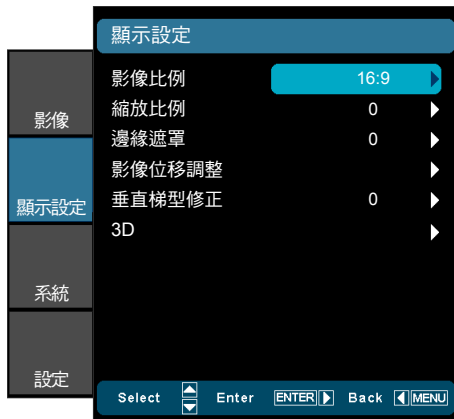 顯示設定
影像比例 16:9
縮放比例 0
邊緣遮罩 0
影像位移調整
垂直梯型修正 0
3D
影像
顯示設定
系統
設定
Select Enter ENTER Back MENU